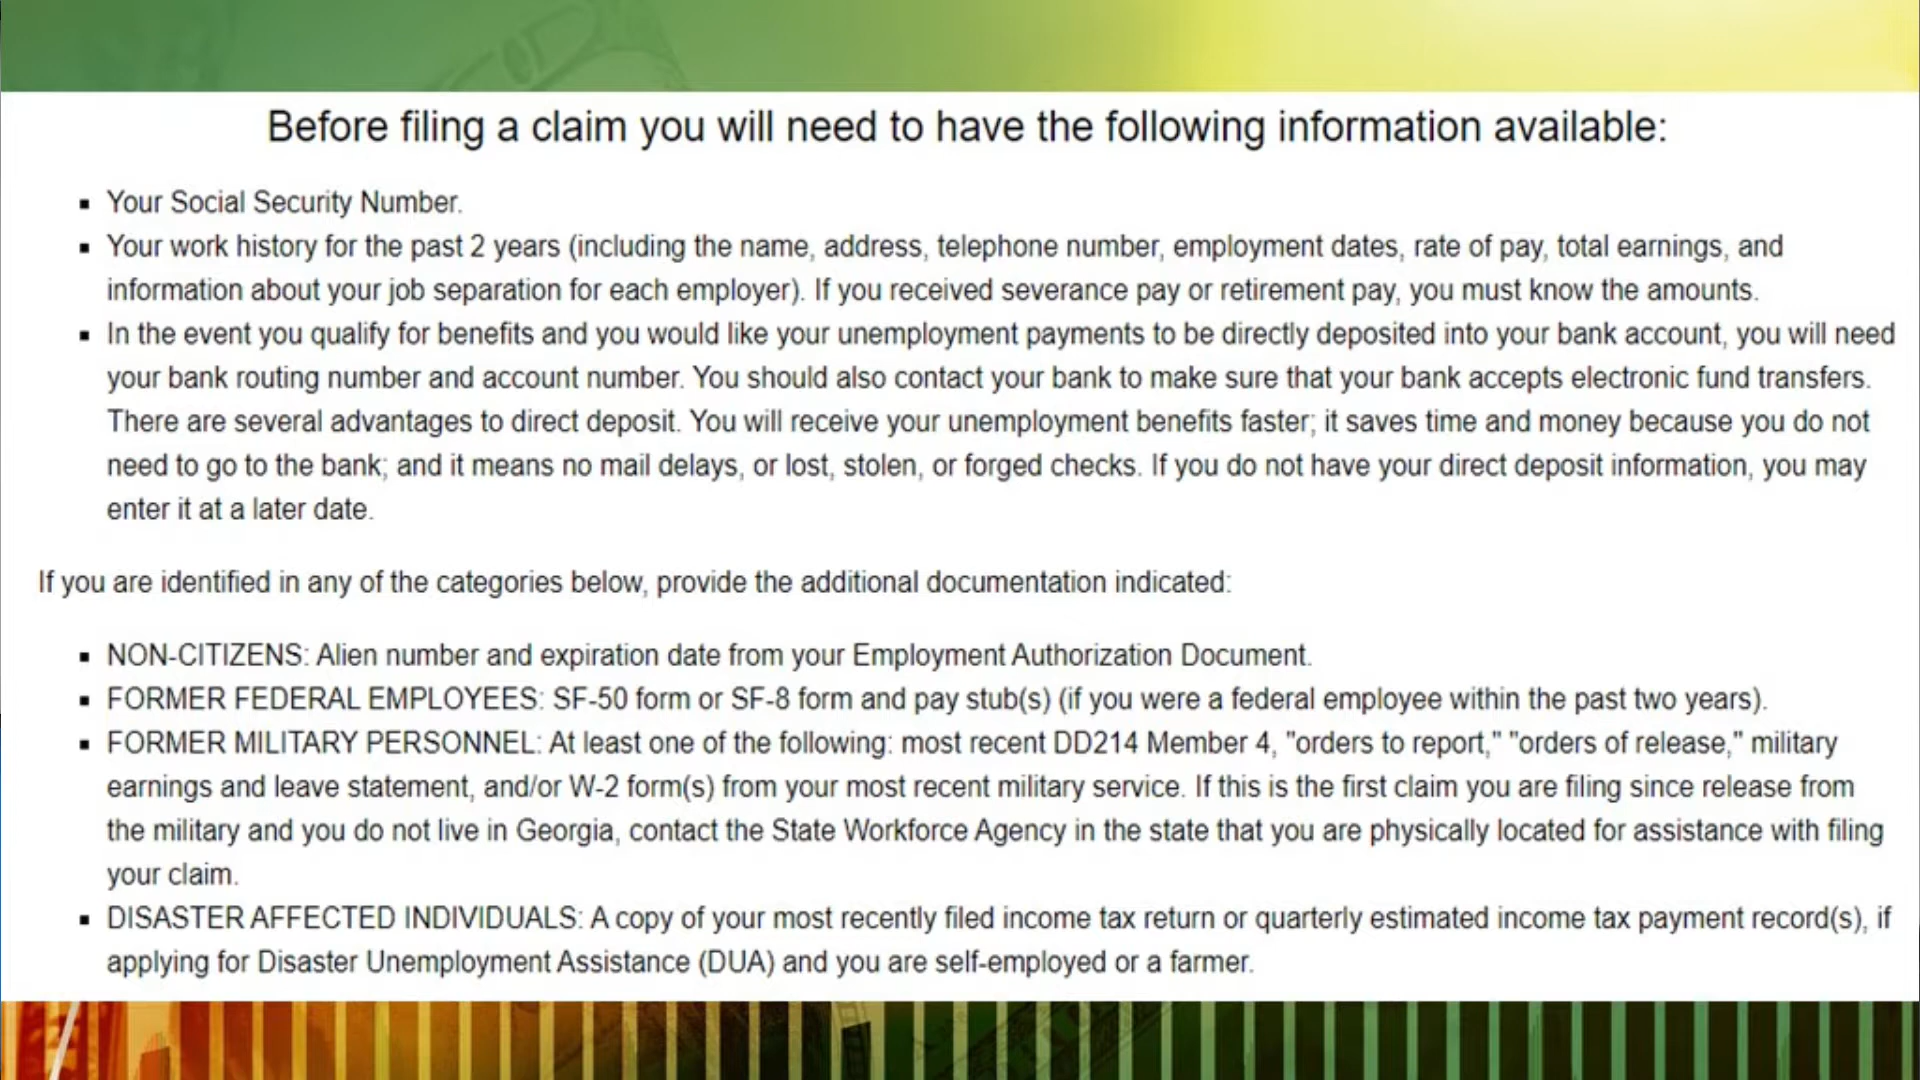 Before filing a claim you will need to have the following information available:
▪ Your Social Security Number.
▪ Your work history for the past 2 years (including the name, address, telephone number, employment dates, rate of pay, total earnings, and
information about your job separation for each employer). If you received severance pay or retirement pay, you must know the amounts.
▪ In the event you qualify for benefits and you would like your unemployment payments to be directly deposited into your bank account, you will need
your bank routing number and account number. You should also contact your bank to make sure that your bank accepts electronic fund transfers.
There are several advantages to direct deposit. You will receive your unemployment benefits faster; it saves time and money because you do not
need to go to the bank; and it means no mail delays, or lost, stolen, or forged checks. If you do not have your direct deposit information, you may
enter it at a later date.
If you are identified in any of the categories below, provide the additional documentation indicated:
▪ NON-CITIZENS: Alien number and expiration date from your Employment Authorization Document.
▪ FORMER FEDERAL EMPLOYEES: SF-50 form or SF-8 form and pay stub(s) (if you were a federal employee within the past two years).
▪ FORMER MILITARY PERSONNEL: At least one of the following: most recent DD214 Member 4, "orders to report," "orders of release," military
earnings and leave statement, and/or W-2 form(s) from your most recent military service. If this is the first claim you are filing since release from
the military and you do not live in Georgia, contact the State Workforce Agency in the state that you are physically located for assistance with filing
your claim.
▪ DISASTER AFFECTED INDIVIDUALS: A copy of your most recently filed income tax return or quarterly estimated income tax payment record(s), if
applying for Disaster Unemployment Assistance (DUA) and you are self-employed or a farmer.